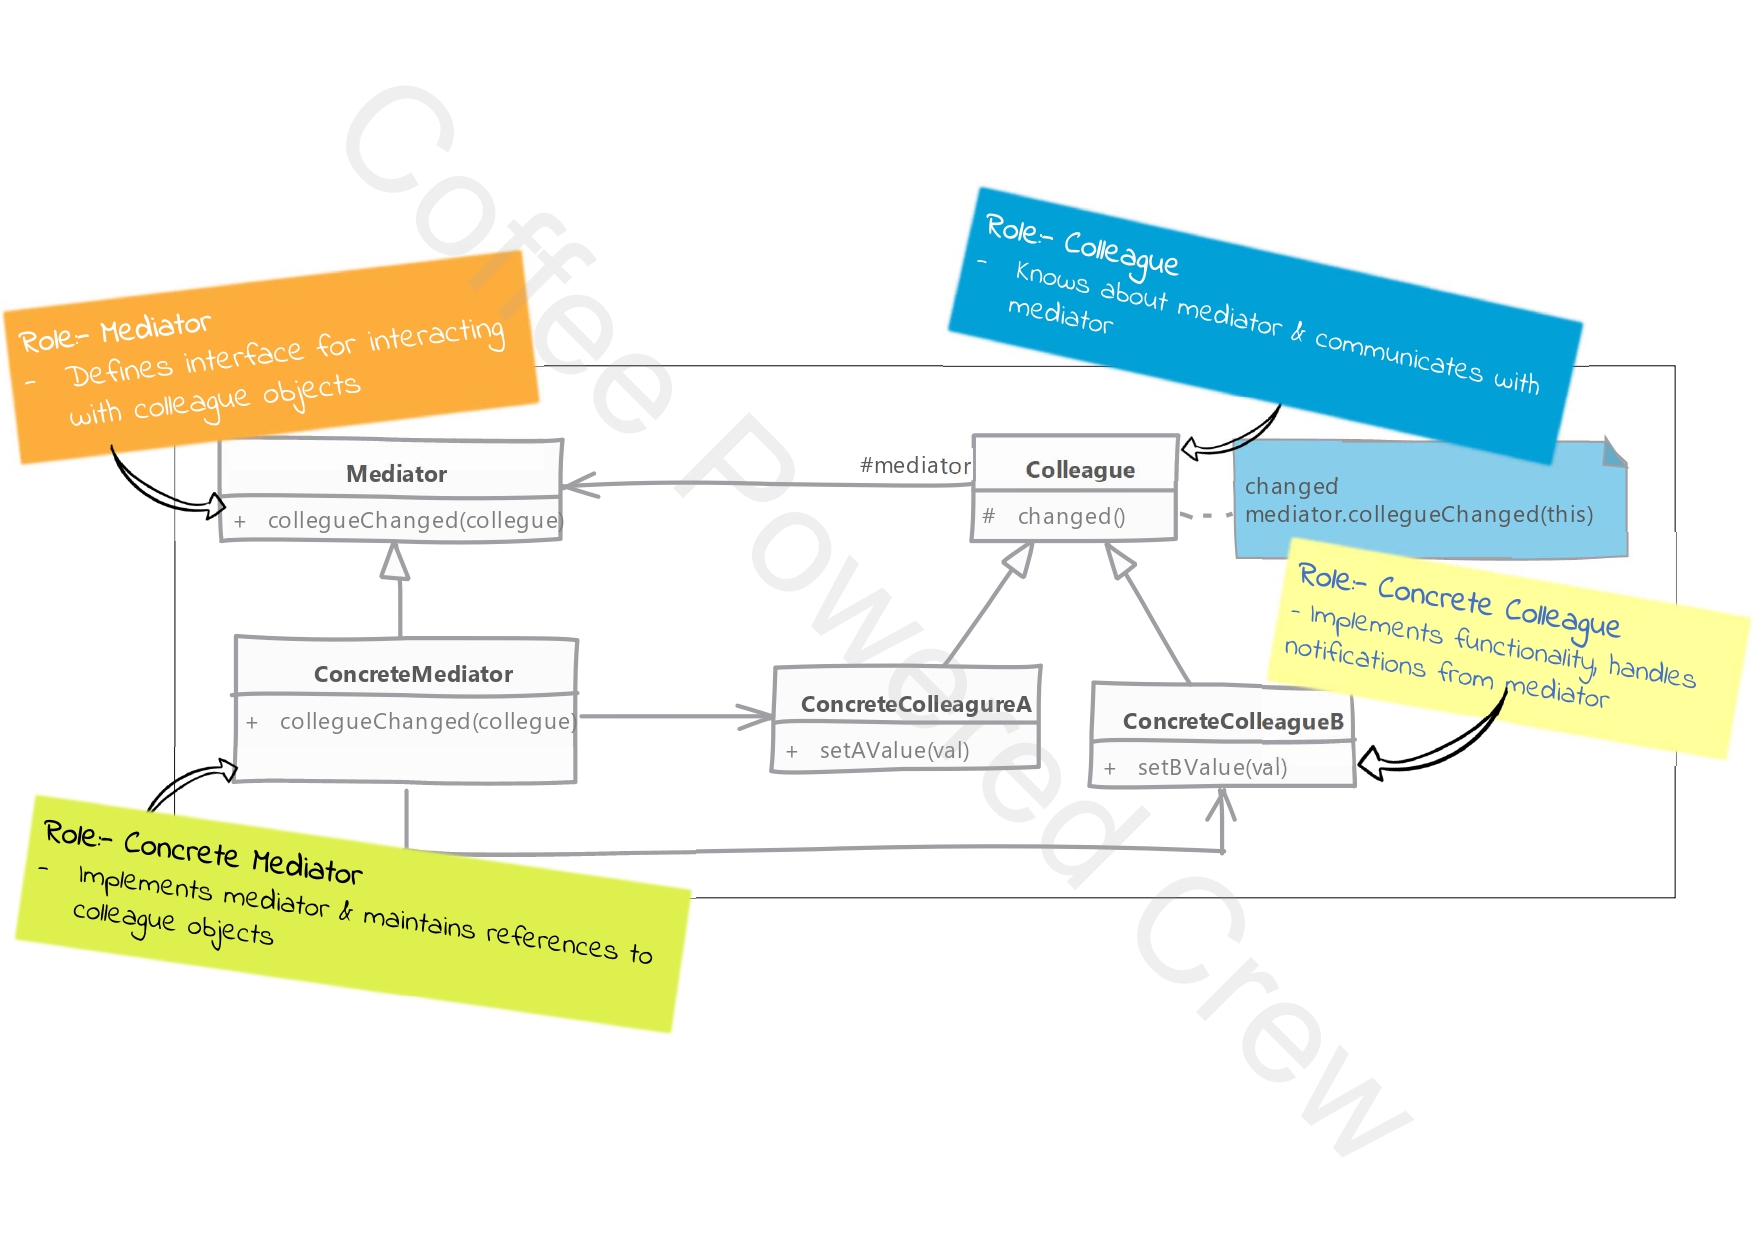 Role:- Colleague
- Knows about mediator & communicates with
mediator
Role:- Mediator
- Defines interface for interacting
with colleague objects
Mediator
+ collegueChanged(collegue)
#mediator
Colleague
# changed()
changed
mediator.collegueChanged(this)
Role:- Concrete Colleague
- Implements functionality, handles
notifications from mediator
ConcreteMediator
+ collegueChanged(collegue)
ConcreteColleagureA
+ setAValue(val)
ConcreteColleagueB
+ setBValue(val)
Role:- Concrete Mediator
- Implements mediator & maintains references to
colleague objects
Coffee Powered Crew